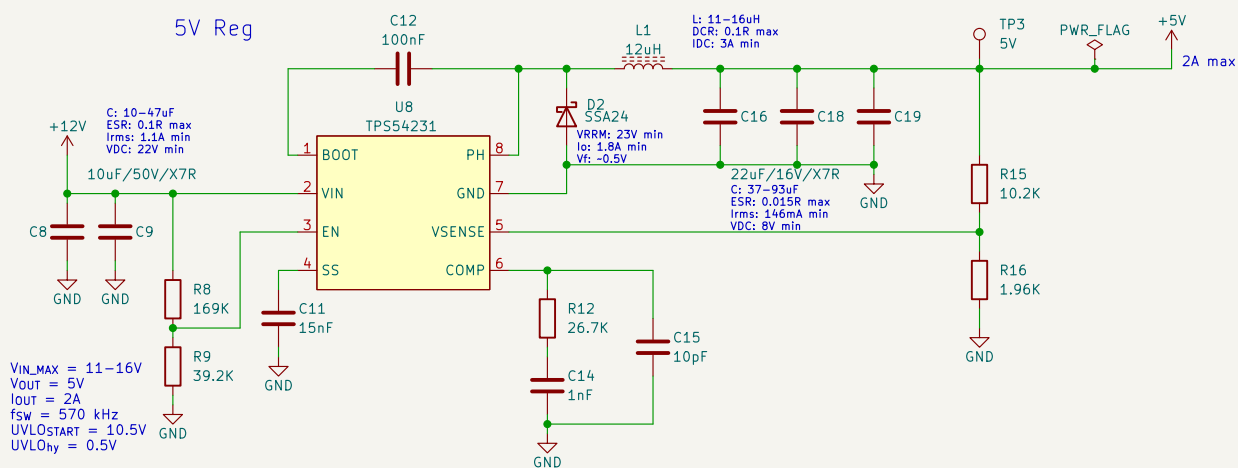 5V Reg
C12
100nF
L1
12uH
L: 11-16uH
DCR: 0.1R max
IDC: 3A min
TP3
5V
PWR_FLAG
+5V
2A max
+12V
C: 10-47uF
ESR: 0.1R max
Irms: 1.1A min
VDC: 22V min
10uF/50V/X7R
C8
C9
GND
GND
U8
TPS54231
1 BOOT
2 VIN
3 EN
4 SS
PH 8
GND 7
VSENSE 5
COMP 6
D2
SSA24
VRRM: 23V min
Io: 1.8A min
Vf: ~0.5V
C16
C18
C19
22uF/16V/X7R
C: 37-93uF
ESR: 0.015R max
Irms: 146mA min
VDC: 8V min
GND
R15
10.2K
R16
1.96K
GND
R8
169K
R9
39.2K
GND
C11
15nF
GND
R12
26.7K
C14
1nF
C15
10pF
GND
VIN_MAX = 11-16V
VOUT = 5V
IOUT = 2A
fsw = 570 kHz
UVLOSTART = 10.5V
UVLOhy = 0.5V